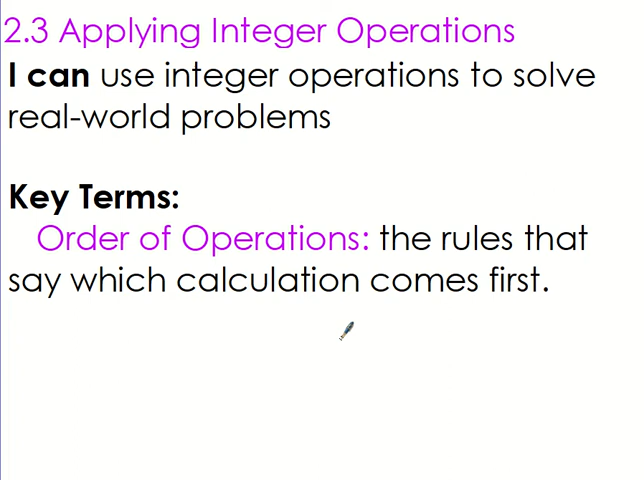 2.3 Applying Integer Operations
I can use integer operations to solve
real-world problems
Key Terms:
Order of Operations: the rules that
say which calculation comes first.